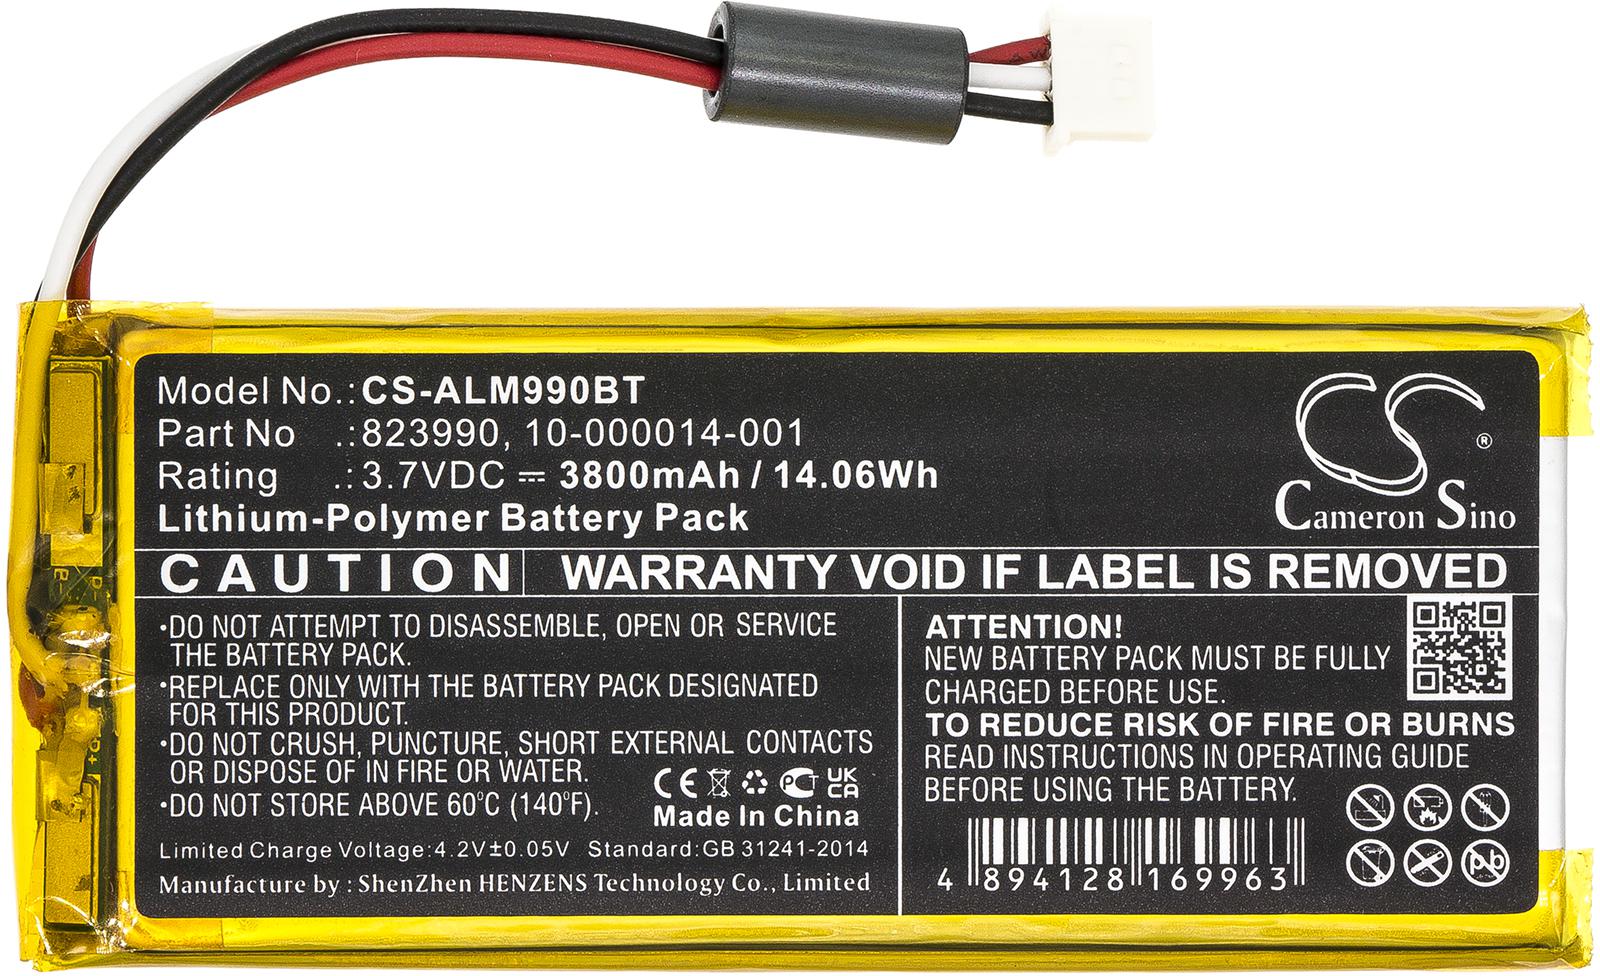 Model No.:CS-ALM990BT
Part No .:823990, 10-000014-001
Rating .:3.7VDC ⎓ 3800mAh / 14.06Wh
Lithium-Polymer Battery Pack
Cameron Sino
®
CAUTION
WARRANTY VOID IF LABEL IS REMOVED
•DO NOT ATTEMPT TO DISASSEMBLE, OPEN OR SERVICE
THE BATTERY PACK.
•REPLACE ONLY WITH THE BATTERY PACK DESIGNATED
FOR THIS PRODUCT.
•DO NOT CRUSH, PUNCTURE, SHORT EXTERNAL CONTACTS
OR DISPOSE OF IN FIRE OR WATER.
•DO NOT STORE ABOVE 60°C (140°F).
CE PCT UKCA
Made In China
Limited Charge Voltage:4.2V±0.05V Standard:GB 31241-2014
Manufacture by : ShenZhen HENZENS Technology Co., Limited
ATTENTION!
NEW BATTERY PACK MUST BE FULLY
CHARGED BEFORE USE.
TO REDUCE RISK OF FIRE OR BURNS
READ INSTRUCTIONS IN OPERATING GUIDE
BEFORE USING THE BATTERY.
4 894128 169963
Pb